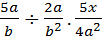 5a/b ÷ 2a/b² · 5x/4a²